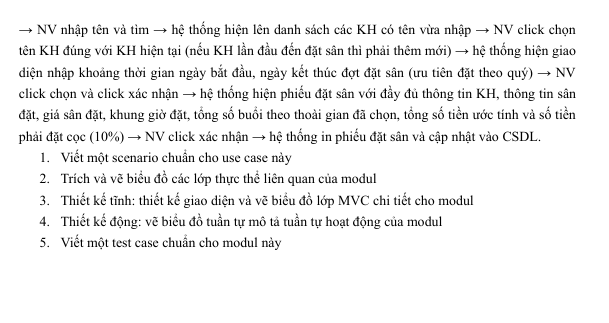 → NV nhập tên và tìm → hệ thống hiện lên danh sách các KH có tên vừa nhập → NV click chọn
tên KH đúng với KH hiện tại (nếu KH lần đầu đến đặt sân thì phải thêm mới) → hệ thống hiện giao
diện nhập khoảng thời gian ngày bắt đầu, ngày kết thúc đợt đặt sân (ưu tiên đặt theo quý) → NV
click chọn và click xác nhận → hệ thống hiện phiếu đặt sân với đầy đủ thông tin KH, thông tin sân
đặt, giá sân đặt, khung giờ đặt, tổng số buổi theo thoài gian đã chọn, tổng số tiền ước tính và số tiền
phải đặt cọc (10%) → NV click xác nhận → hệ thống in phiếu đặt sân và cập nhật vào CSDL.
1. Viết một scenario chuẩn cho use case này
2. Trích và vẽ biểu đồ các lớp thực thể liên quan của modul
3. Thiết kế tĩnh: thiết kế giao diện và vẽ biểu đồ lớp MVC chi tiết cho modul
4. Thiết kế động: vẽ biểu đồ tuần tự mô tả tuần tự hoạt động của modul
5. Viết một test case chuẩn cho modul này